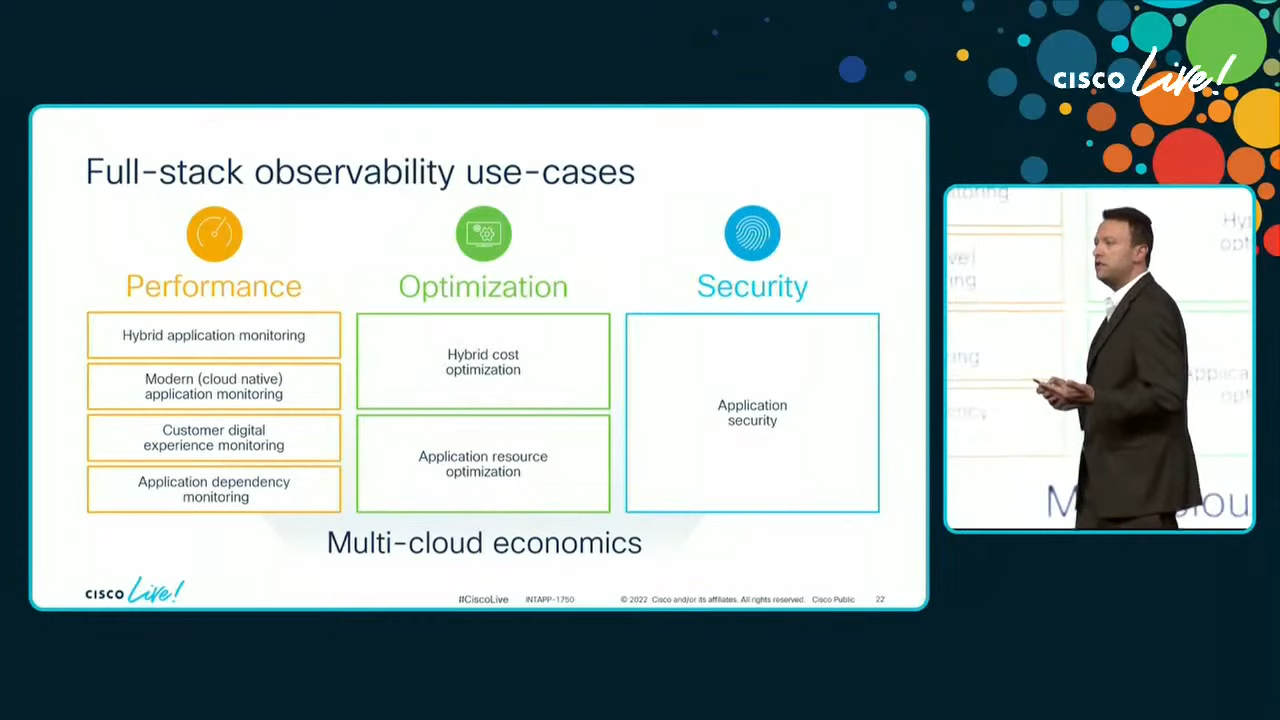 CISCO Live!
Full-stack observability use-cases
Performance
Hybrid application monitoring
Modern (cloud native)
application monitoring
Customer digital
experience monitoring
Application dependency
monitoring
Optimization
Hybrid cost
optimization
Application resource
optimization
Security
Application
security
Multi-cloud economics
CISCO Live!
#CiscoLive
INTAPP-1750
© 2022 Cisco and/or its affiliates. All rights reserved. Cisco Public
22